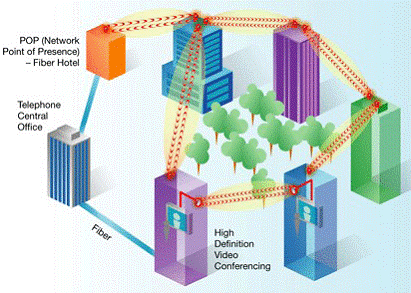 POP (Network
Point of Presence)
– Fiber Hotel
Telephone
Central
Office
Fiber
High
Definition
Video
Conferencing